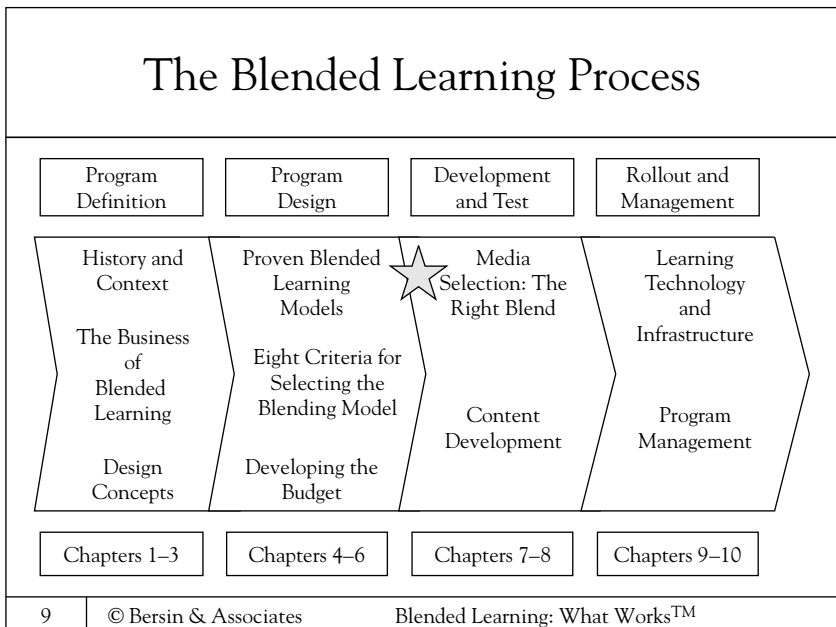 The Blended Learning Process
Program
Definition
Program
Design
Development
and Test
Rollout and
Management
History and
Context
The Business
of
Blended
Learning
Design
Concepts
Proven Blended
Learning
Models
Eight Criteria for
Selecting the
Blending Model
Developing the
Budget
Media
Selection: The
Right Blend
Content
Development
Learning
Technology
and
Infrastructure
Program
Management
Chapters 1–3
Chapters 4–6
Chapters 7–8
Chapters 9–10
9 © Bersin & Associates Blended Learning: What Works™